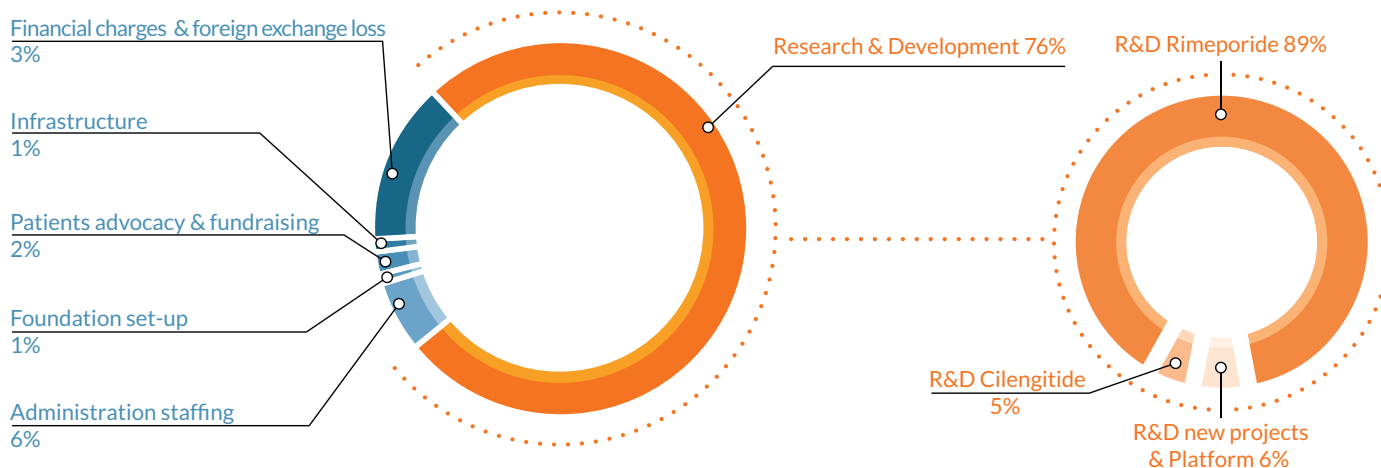 Financial charges & foreign exchange loss
3%
Infrastructure
1%
Patients advocacy & fundraising
2%
Foundation set-up
1%
Administration staffing
6%
Research & Development 76%
R&D Rimeporide 89%
R&D Cilengitide
5%
R&D new projects
& Platform 6%